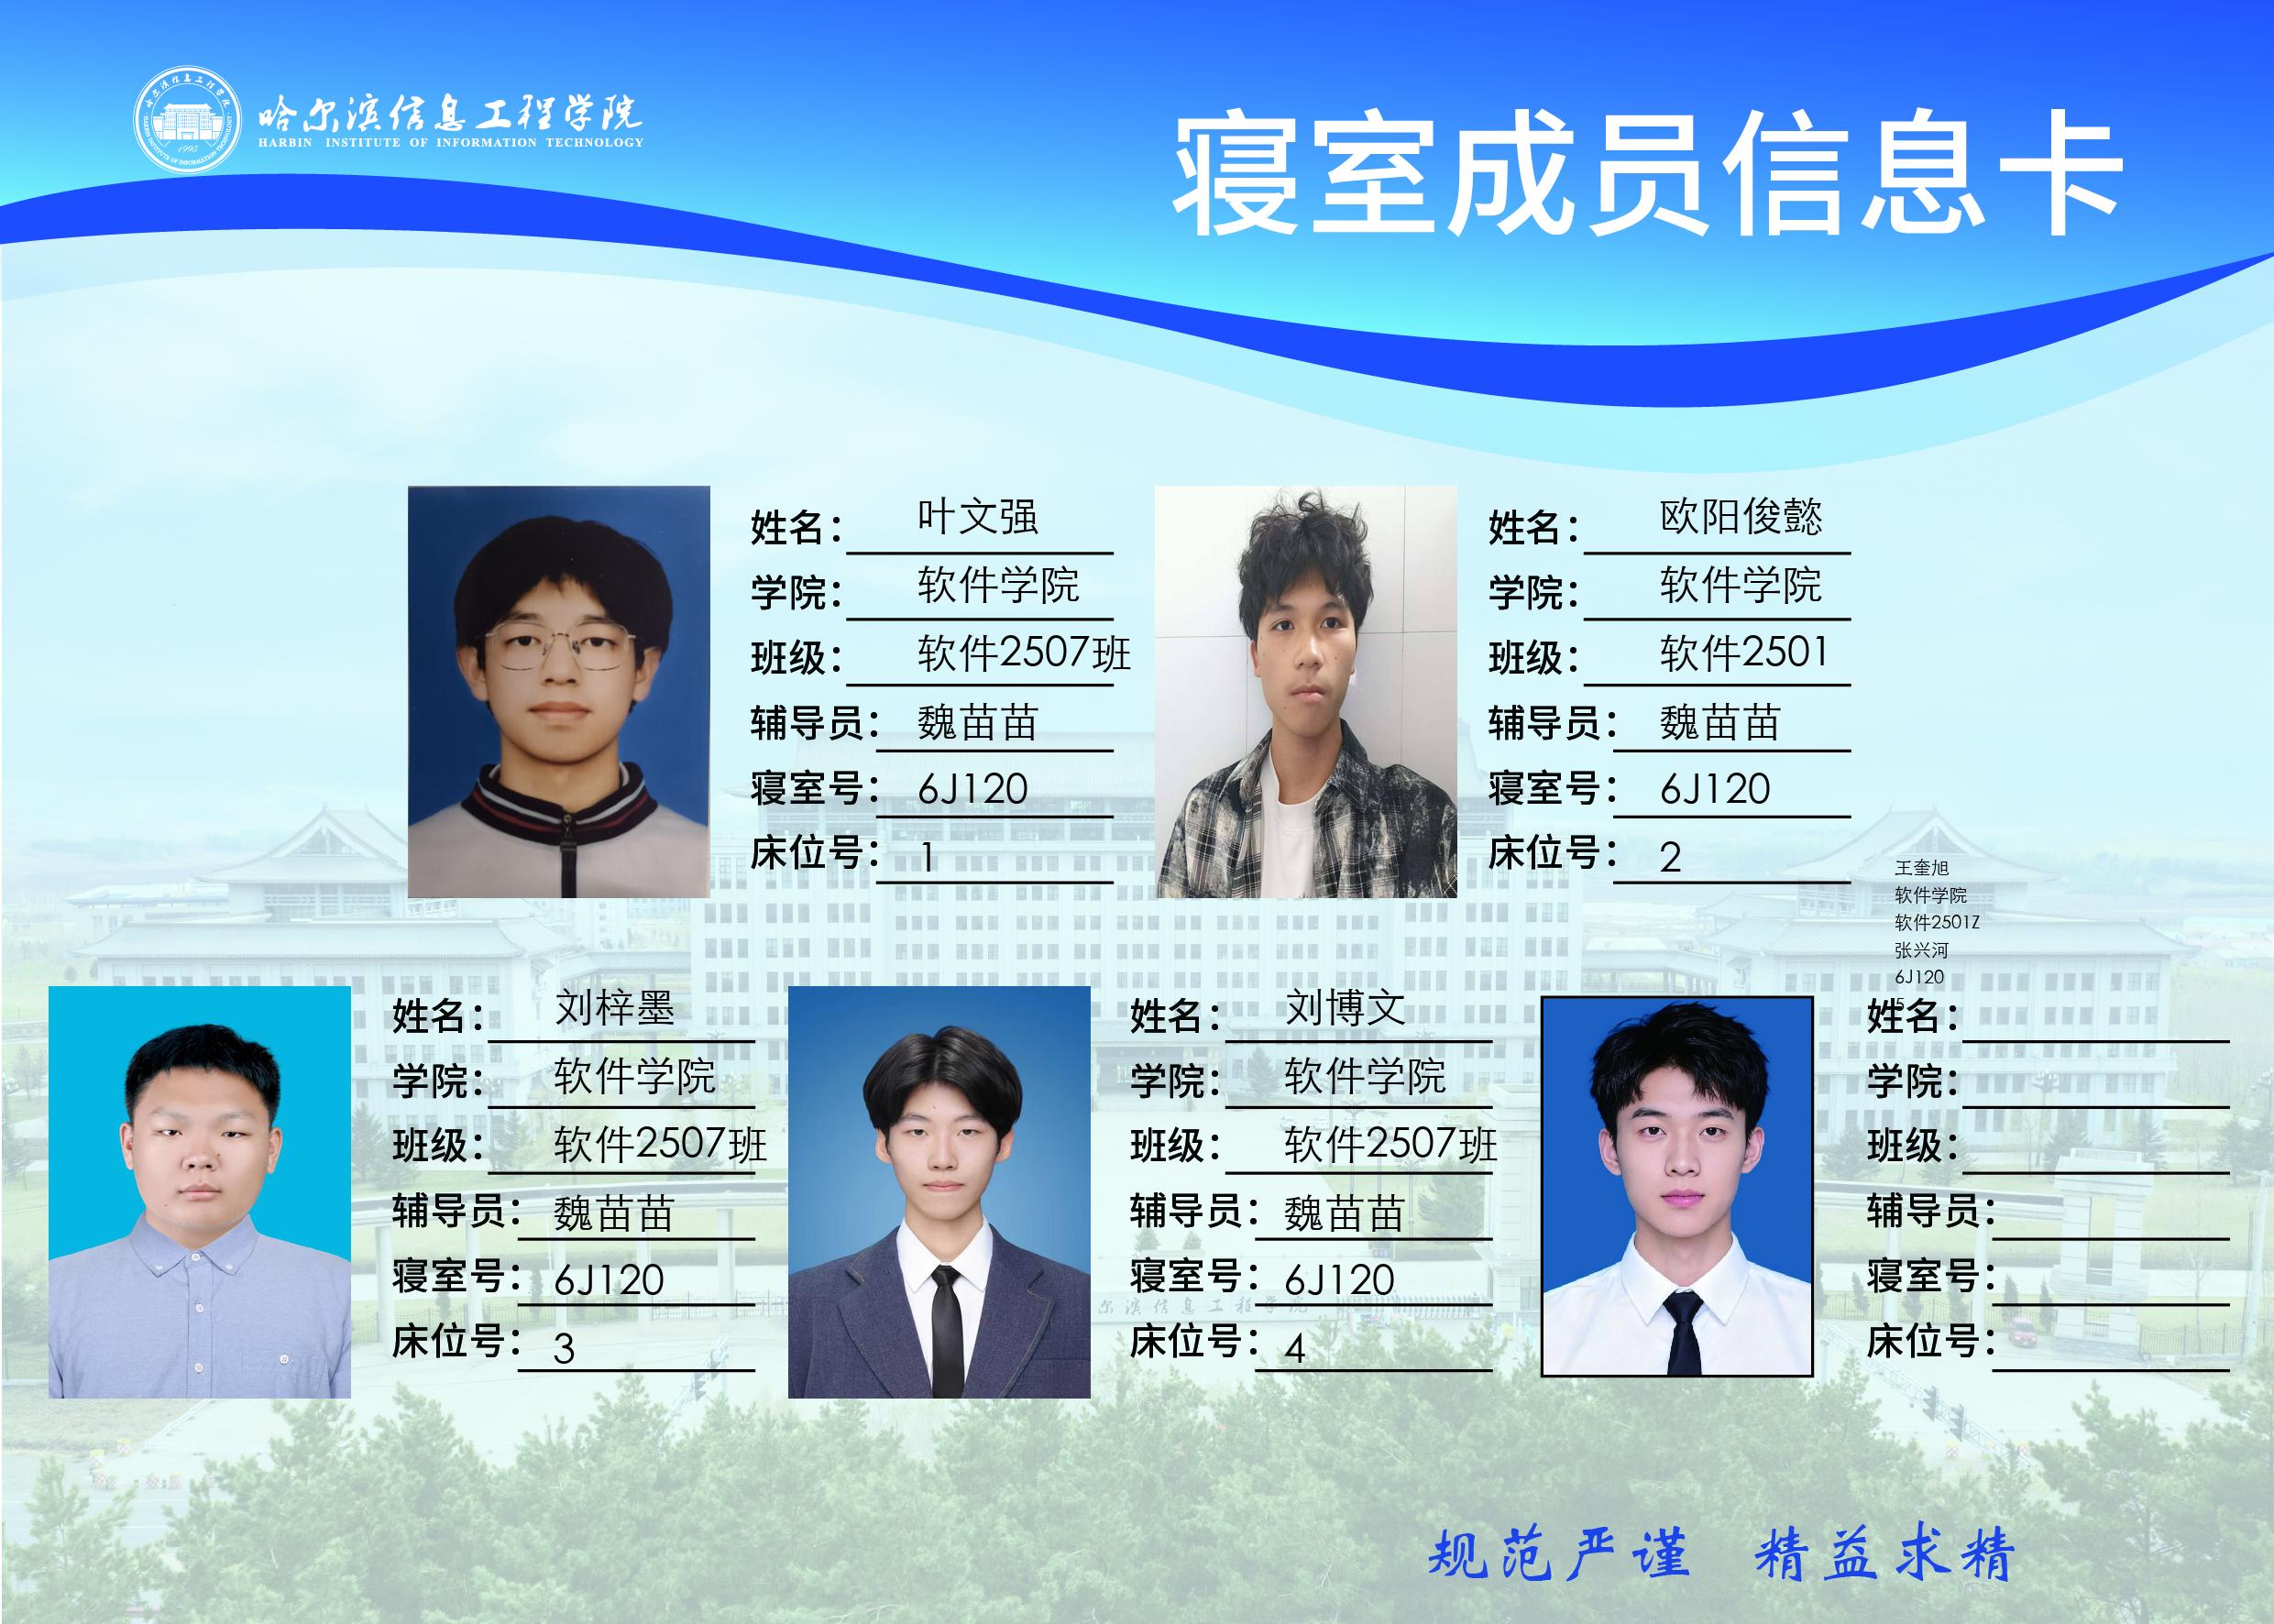 哈尔滨信息工程学院
HARBIN INSTITUTE OF INFORMATION TECHNOLOGY
1995
寝室成员信息卡
姓名： 叶文强
学院： 软件学院
班级： 软件2507班
辅导员： 魏苗苗
寝室号： 6J120
床位号： 1
姓名： 欧阳俊懿
学院： 软件学院
班级： 软件2501
辅导员： 魏苗苗
寝室号： 6J120
床位号： 2
王奎旭
软件学院
软件2501Z
张兴河
6J120
5
姓名： 刘梓墨
学院： 软件学院
班级： 软件2507班
辅导员： 魏苗苗
寝室号： 6J120
床位号： 3
姓名： 刘博文
学院： 软件学院
班级： 软件2507班
辅导员： 魏苗苗
寝室号： 6J120
床位号： 4
姓名：
学院：
班级：
辅导员：
寝室号：
床位号：
规范严谨 精益求精